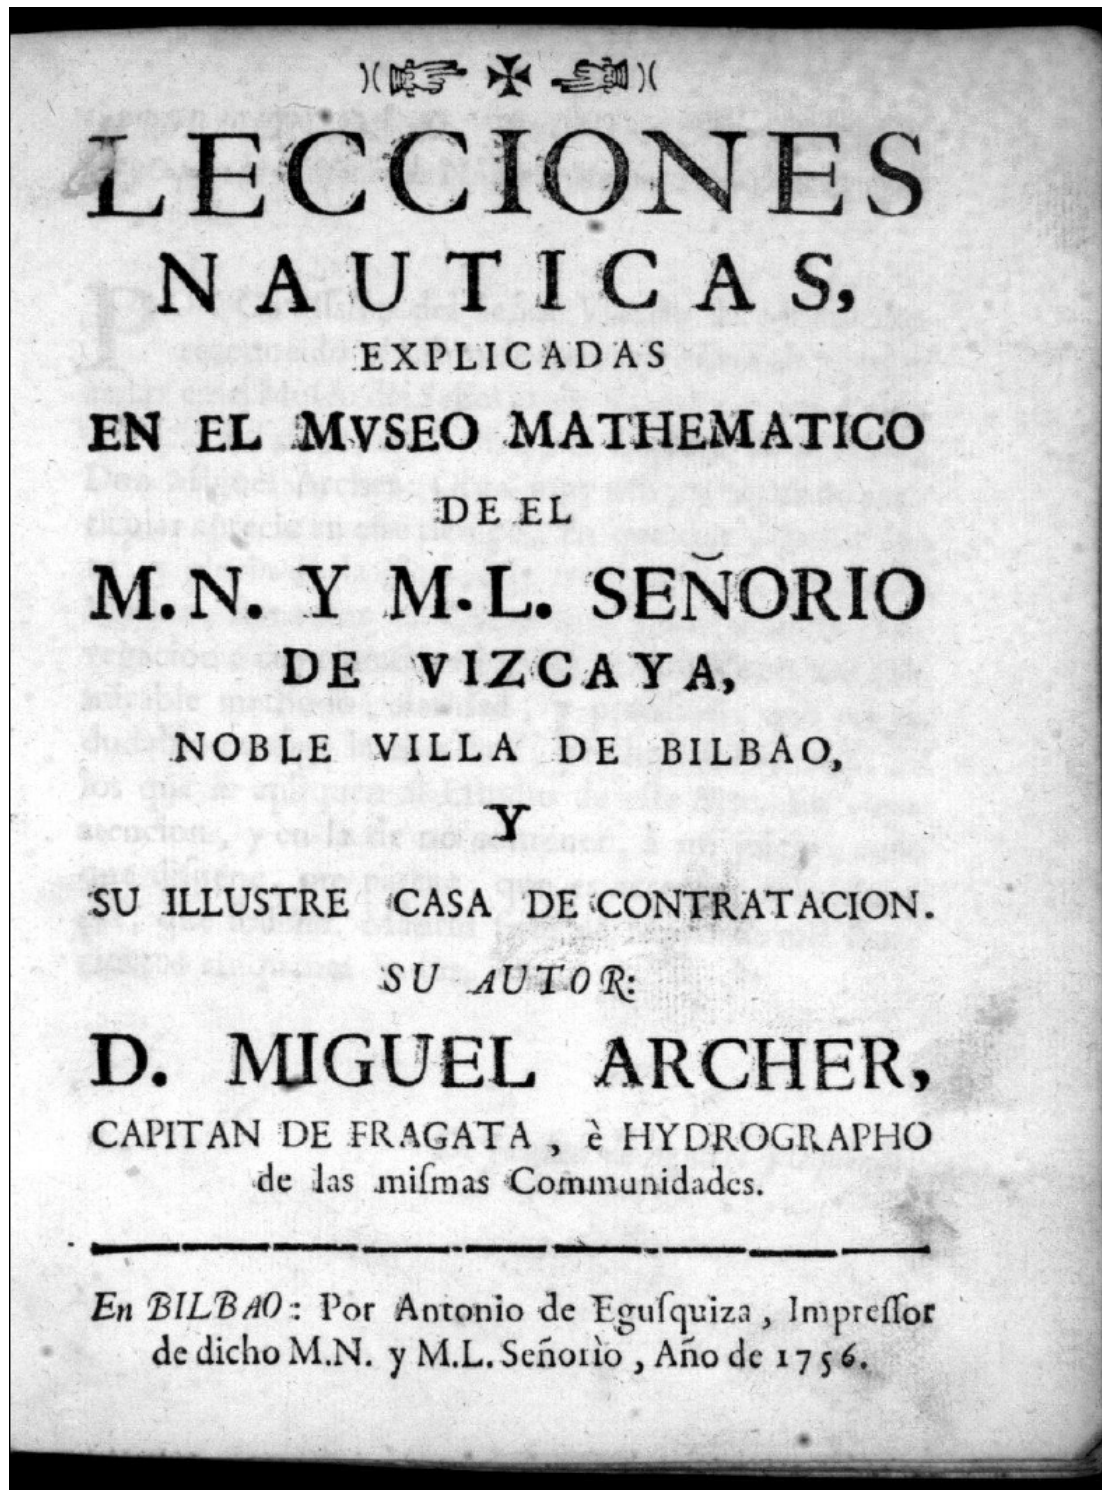 LECCIONES
NAUTICAS,
EXPLICADAS
EN EL MVSEO MATHEMATICO
DE EL
M.N. Y M.L. SEÑORIO
DE VIZCAYA,
NOBLE VILLA DE BILBAO,
Y
SU ILLUSTRE CASA DE CONTRATACION.
SU AUTOR:
D. MIGUEL ARCHER,
CAPITAN DE FRAGATA, è HYDROGRAPHO
de las miſmas Communidades.
En BILBAO: Por Antonio de Eguſquiza, Impreſſor
de dicho M.N. y M.L. Señorìo, Año de 1756.